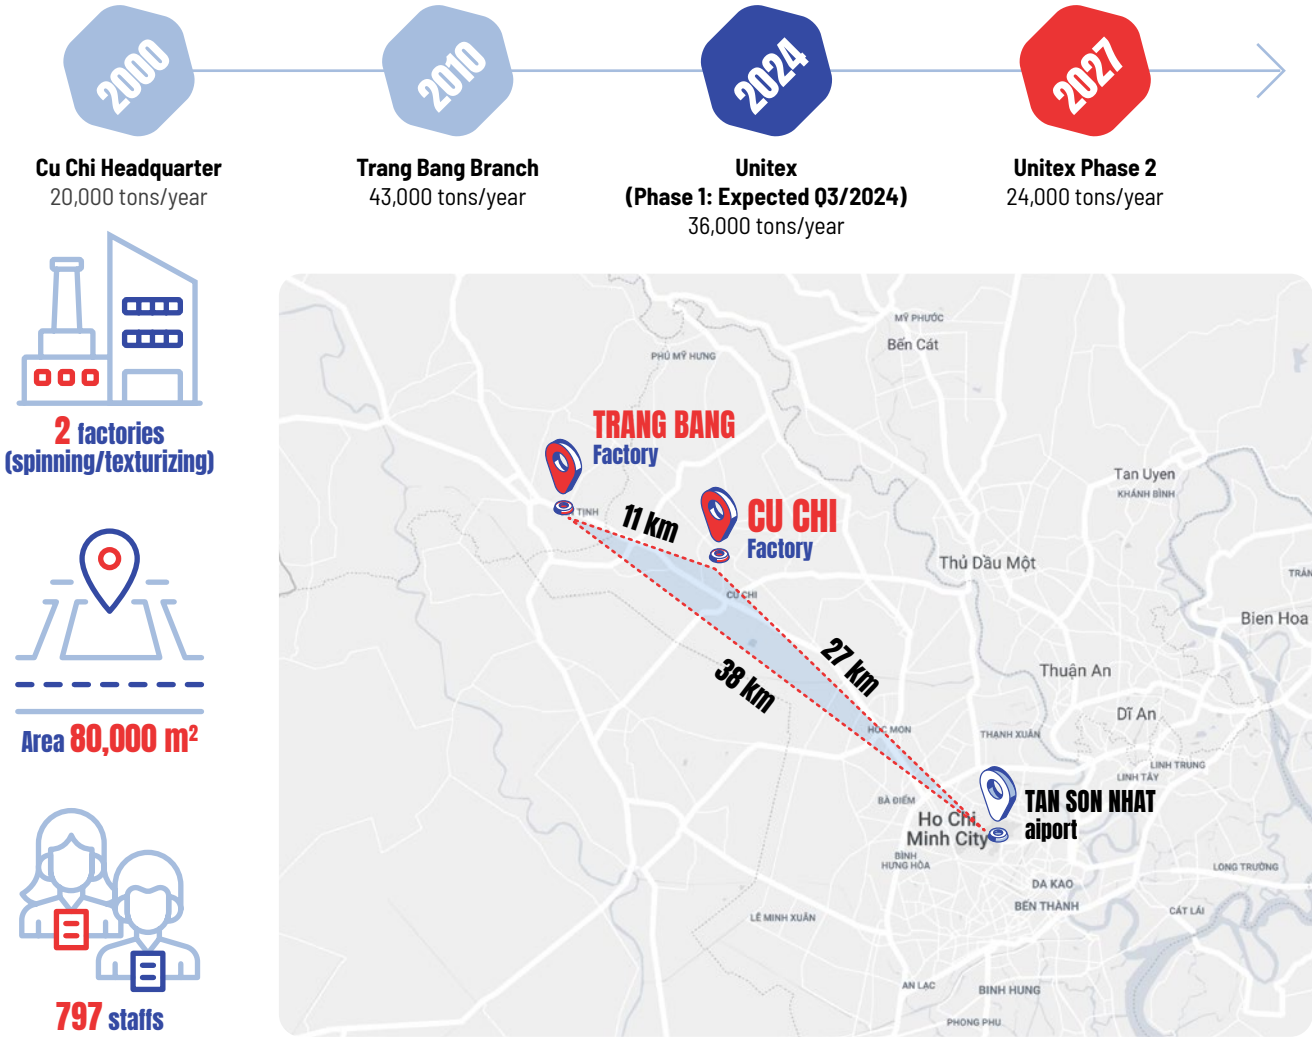 2000
2010
2024
2027
Cu Chi Headquarter
20,000 tons/year
Trang Bang Branch
43,000 tons/year
Unitex
(Phase 1: Expected Q3/2024)
36,000 tons/year
Unitex Phase 2
24,000 tons/year
2 factories
(spinning/texturizing)
Area 80,000 m²
797 staffs
MỸ PHƯỚC
Bến Cát
PHÚ MỸ HƯNG
TRANG BANG
Factory
TỊNH
11 km
CU CHI
Factory
CỦ CHI
Tan Uyen
KHÁNH BÌNH
Thủ Dầu Một
TRẢN
Bien Hoa
27 km
38 km
Thuận An
Dĩ An
HÓC MÔN
THẠNH XUÂN
LINH TRUNG
LINH TÂY
BÀ ĐIỂM
TAN SON NHAT
aiport
Ho Chi
Minh City
BÌNH
HƯNG HÒA
LONG TRƯỜNG
DA KAO
BẾN THÀNH
CÁT LÁI
LÊ MINH XUÂN
AN LẠC
BINH HUNG
PHONG PHU